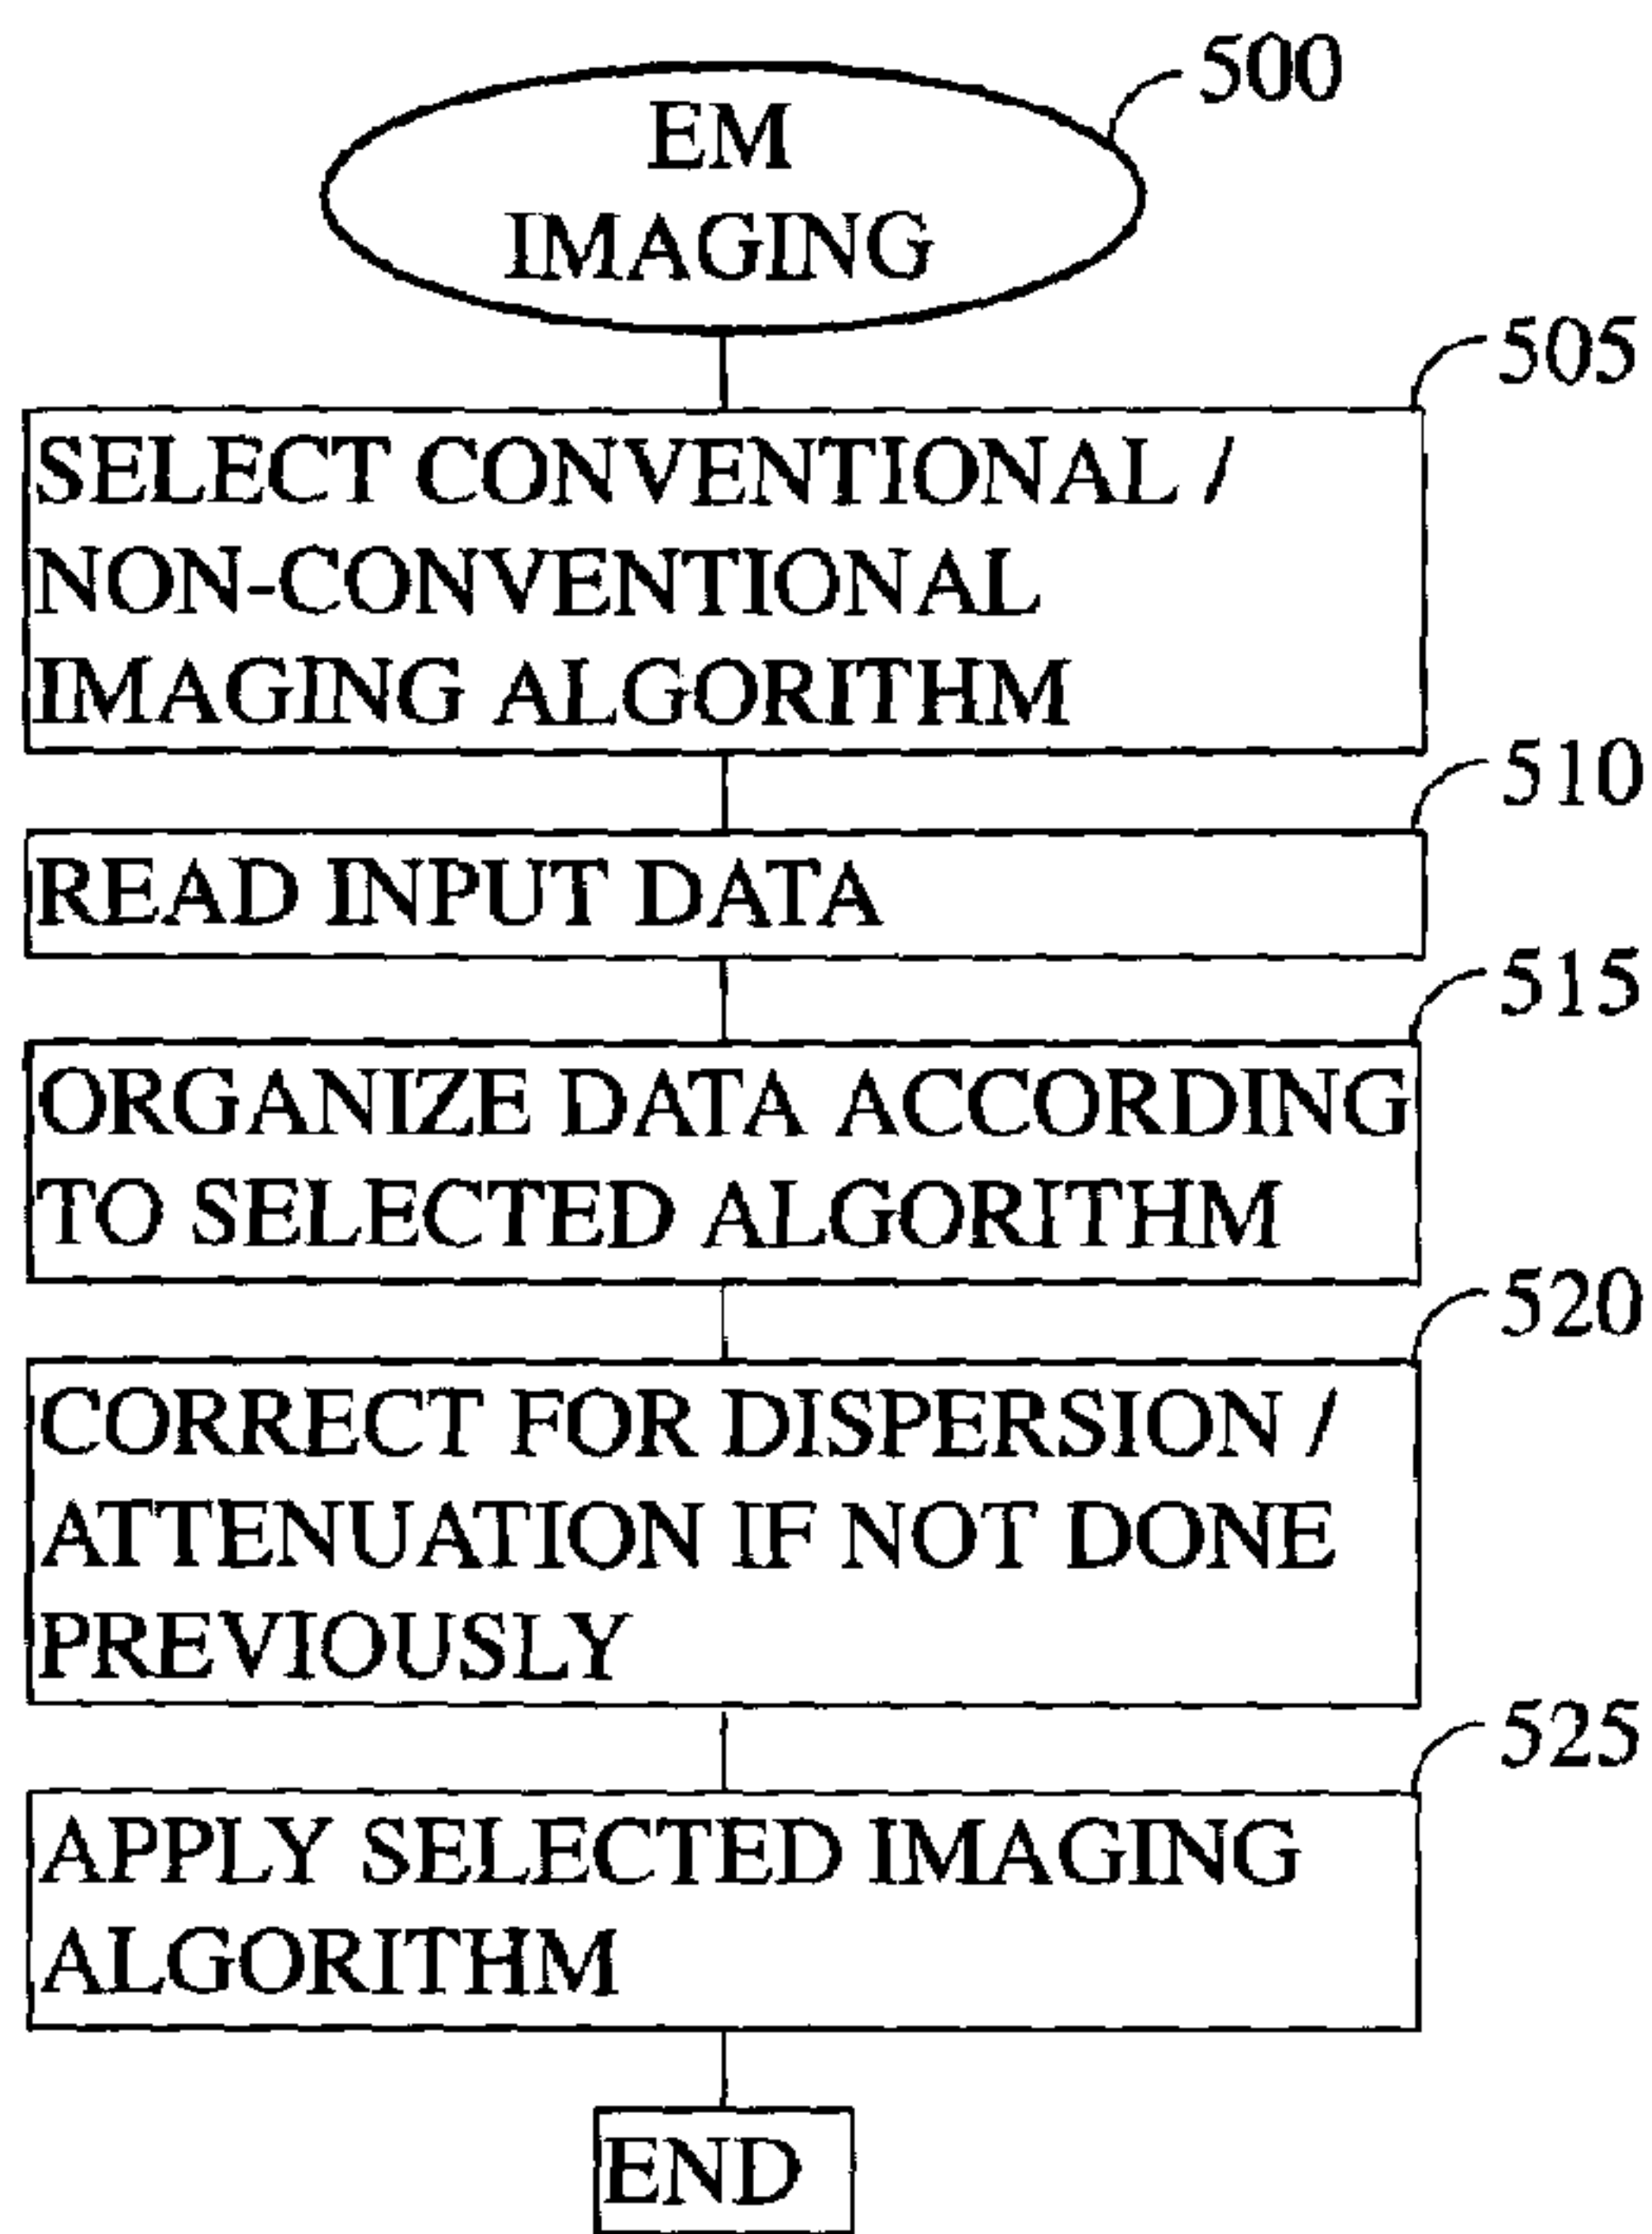 500
EM
IMAGING
505
SELECT CONVENTIONAL /
NON-CONVENTIONAL
IMAGING ALGORITHM
510
READ INPUT DATA
515
ORGANIZE DATA ACCORDING
TO SELECTED ALGORITHM
520
CORRECT FOR DISPERSION /
ATTENUATION IF NOT DONE
PREVIOUSLY
525
APPLY SELECTED IMAGING
ALGORITHM
END